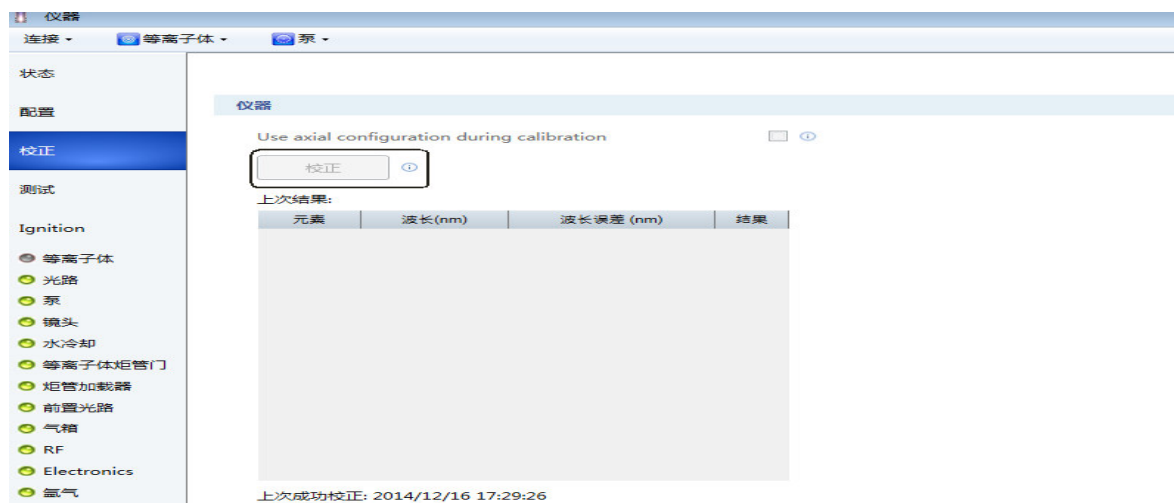 仪器
连接 等离子体 泵
状态
配置
校正
测试
Ignition
等离子体
光路
泵
镜头
水冷却
等离子体炬管门
炬管加载器
前置光路
气箱
RF
Electronics
氩气
仪器
Use axial configuration during calibration
校正
上次结果:
元素 波长(nm) 波长误差 (nm) 结果
上次成功校正: 2014/12/16 17:29:26